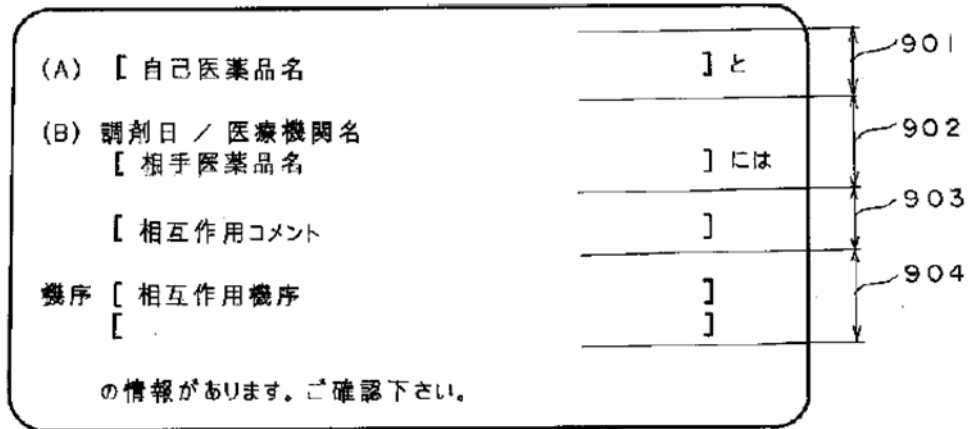 (A) [ 自己医薬品名 ] と 901
(B) 調剤日 / 医療機関名 902
[ 相手医薬品名 ] には
[ 相互作用コメント ] 903
機序 [ 相互作用機序 ] 904
[ ]
の情報があります。ご確認下さい。